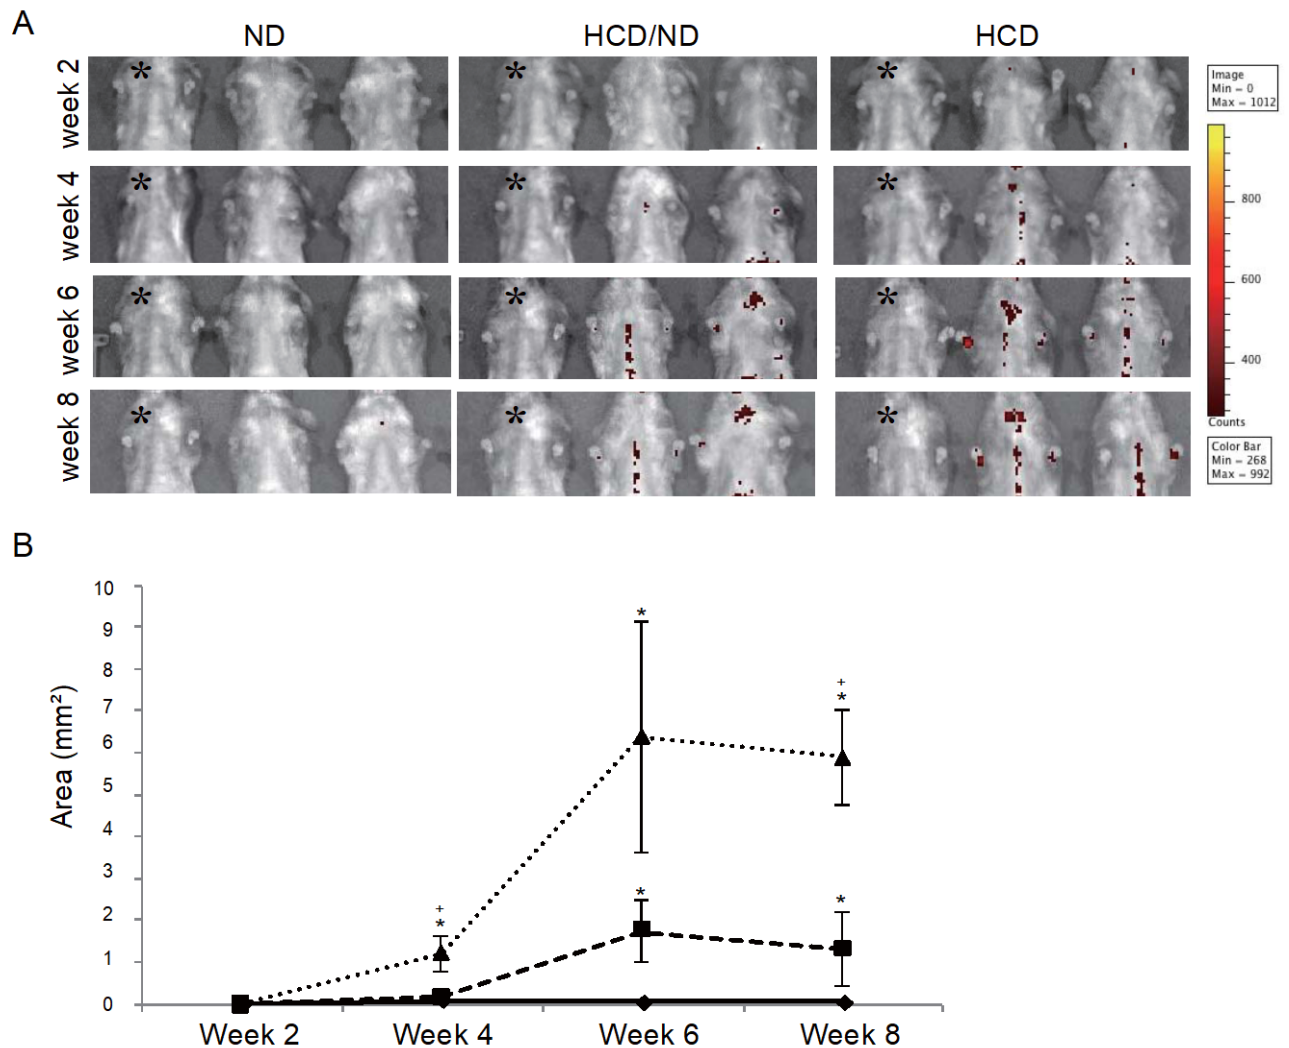 A
ND HCD/ND HCD
week 2
* * *
week 4
* * *
week 6
* * *
week 8
* * *
Image
Min = 0
Max = 1012
800
600
400
Counts
Color Bar
Min = 268
Max = 992
B
Area (mm²)
10
9
8
7
6
5
4
3
2
1
0
+
*
*
*
+
*
*
Week 2 Week 4 Week 6 Week 8